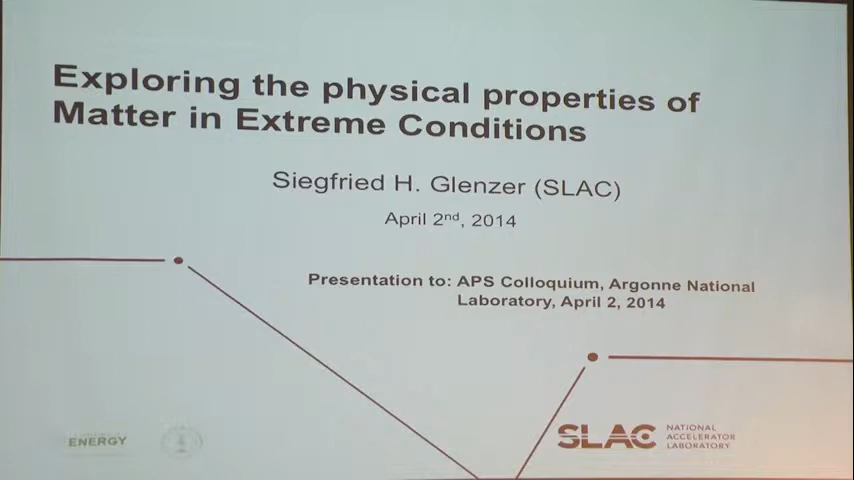 Exploring the physical properties of
Matter in Extreme Conditions
Siegfried H. Glenzer (SLAC)
April 2nd, 2014
Presentation to: APS Colloquium, Argonne National
Laboratory, April 2, 2014
ENERGY
SLAC
NATIONAL
ACCELERATOR
LABORATORY